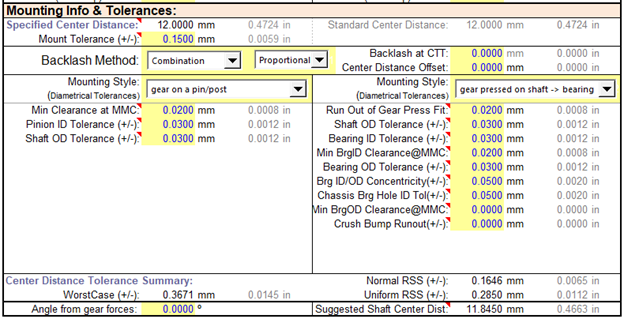 Mounting Info & Tolerances:
Specified Center Distance: 12.0000 mm 0.4724 in Standard Center Distance: 12.0000 mm 0.4724 in
Mount Tolerance (+/-): 0.1500 mm 0.0059 in
Backlash Method: Combination Proportional
Backlash at CTT: 0.0000 mm 0.0000 in
Center Distance Offset: 0.0000 mm 0.0000 in
Mounting Style: gear on a pin/post
(Diametrical Tolerances)
Min Clearance at MMC: 0.0200 mm 0.0008 in
Pinion ID Tolerance (+/-): 0.0300 mm 0.0012 in
Shaft OD Tolerance (+/-): 0.0300 mm 0.0012 in
Mounting Style: gear pressed on shaft -> bearing
(Diametrical Tolerances)
Run Out of Gear Press Fit: 0.0200 mm 0.0008 in
Shaft OD Tolerance (+/-): 0.0300 mm 0.0012 in
Bearing ID Tolerance (+/-): 0.0300 mm 0.0012 in
Min BrgID Clearance@MMC: 0.0200 mm 0.0008 in
Bearing OD Tolerance (+/-): 0.0300 mm 0.0012 in
Brg ID/OD Concentricity(+/-): 0.0500 mm 0.0020 in
Chassis Brg Hole ID Tol(+/-): 0.0500 mm 0.0020 in
Min BrgOD Clearance@MMC: 0.0000 mm 0.0000 in
Crush Bump Runout(+/-): 0.0000 mm 0.0000 in
Center Distance Tolerance Summary:
WorstCase (+/-): 0.3671 mm 0.0145 in
Angle from gear forces: 0.0000 °
Normal RSS (+/-): 0.1646 mm 0.0065 in
Uniform RSS (+/-): 0.2850 mm 0.0112 in
Suggested Shaft Center Dist: 11.8450 mm 0.4663 in